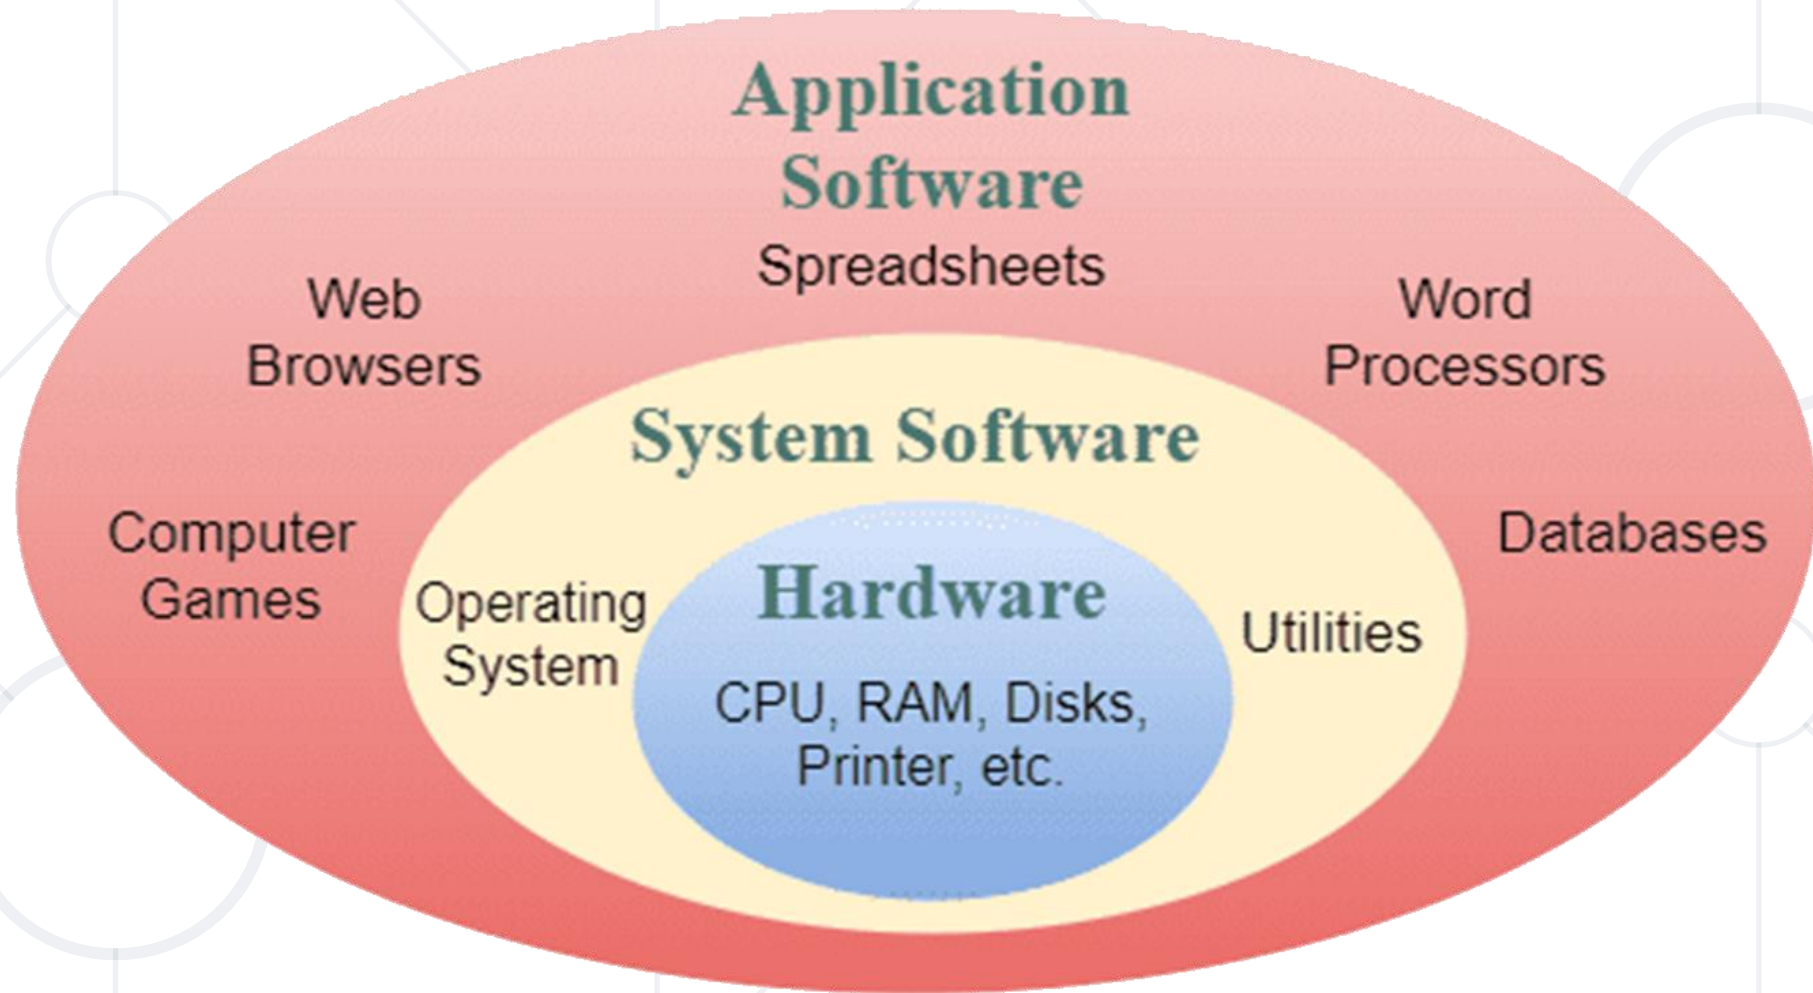 Application
Software
Spreadsheets
Web
Browsers
Word
Processors
System Software
Computer
Games
Databases
Operating
System
Hardware
Utilities
CPU, RAM, Disks,
Printer, etc.